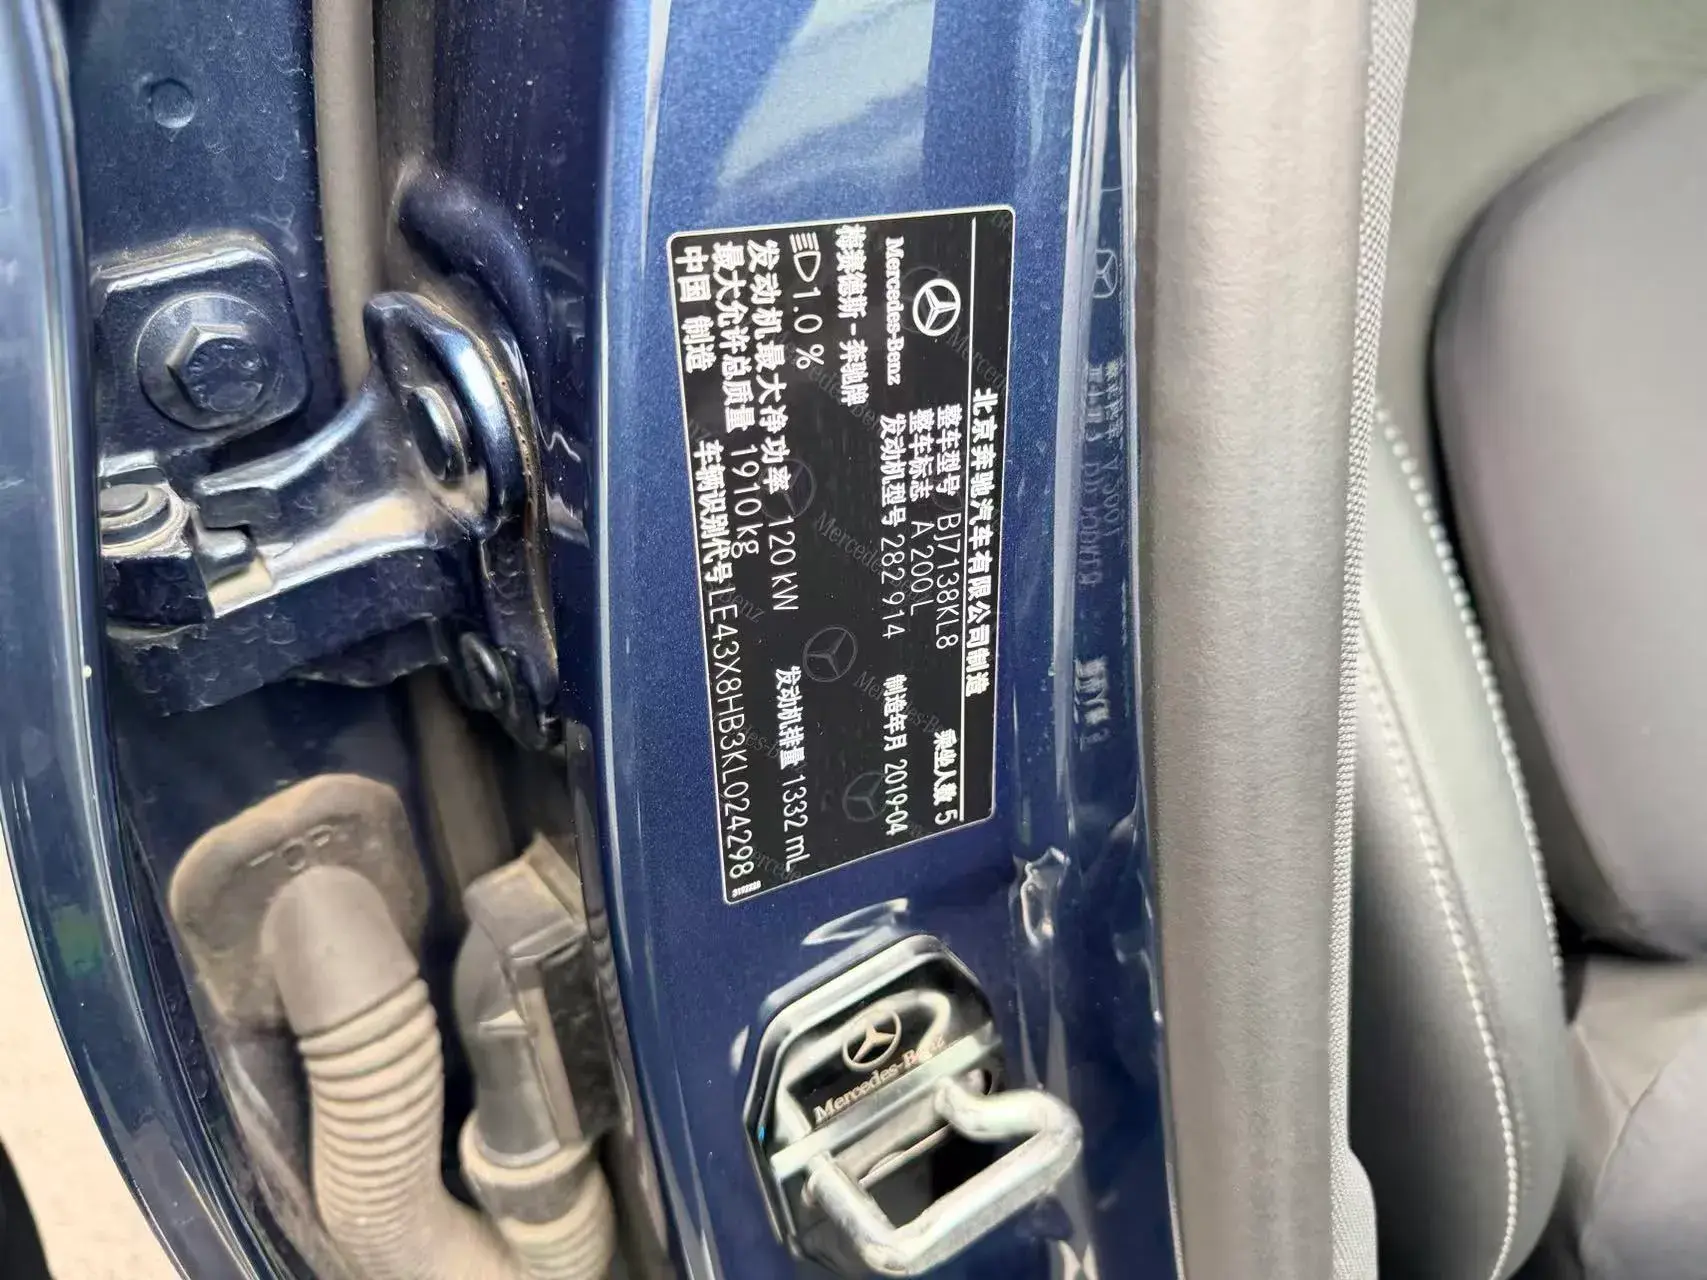 北京奔驰汽车有限公司制造
Mercedes-Benz
梅赛德斯-奔驰牌
整车型号 BJ7138KL8
乘坐人数 5
整车标志 A 200 L
发动机型号 282 914
制造年月 2019-04
1.0 %
发动机最大净功率 120 kW
发动机排量 1332 mL
最大允许总质量 1910 kg
中国 制造
车辆识别代号 LE43X8HB3KL024298
Mercedes-Benz
TOP